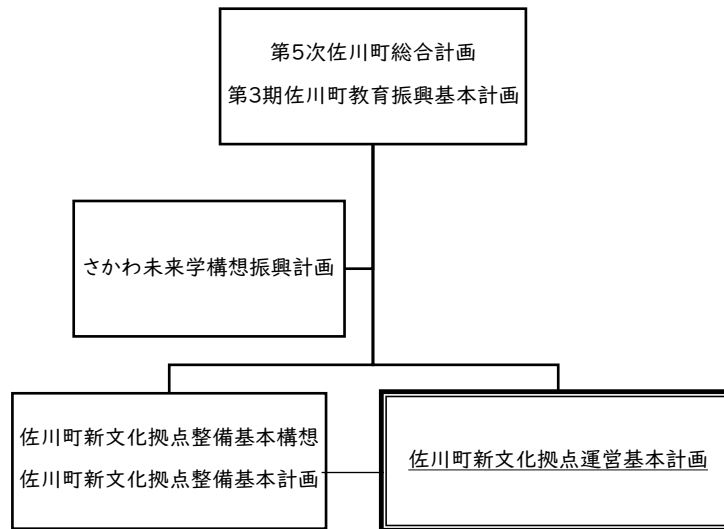 第5次佐川町総合計画
第3期佐川町教育振興基本計画
さかわ未来学構想振興計画
佐川町新文化拠点整備基本構想
佐川町新文化拠点整備基本計画
佐川町新文化拠点運営基本計画